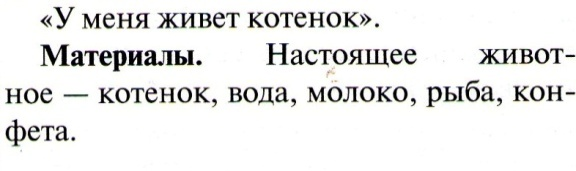 «У меня живет котенок».
Материалы. Настоящее живот-
ное — котенок, вода, молоко, рыба, кон-
фета.